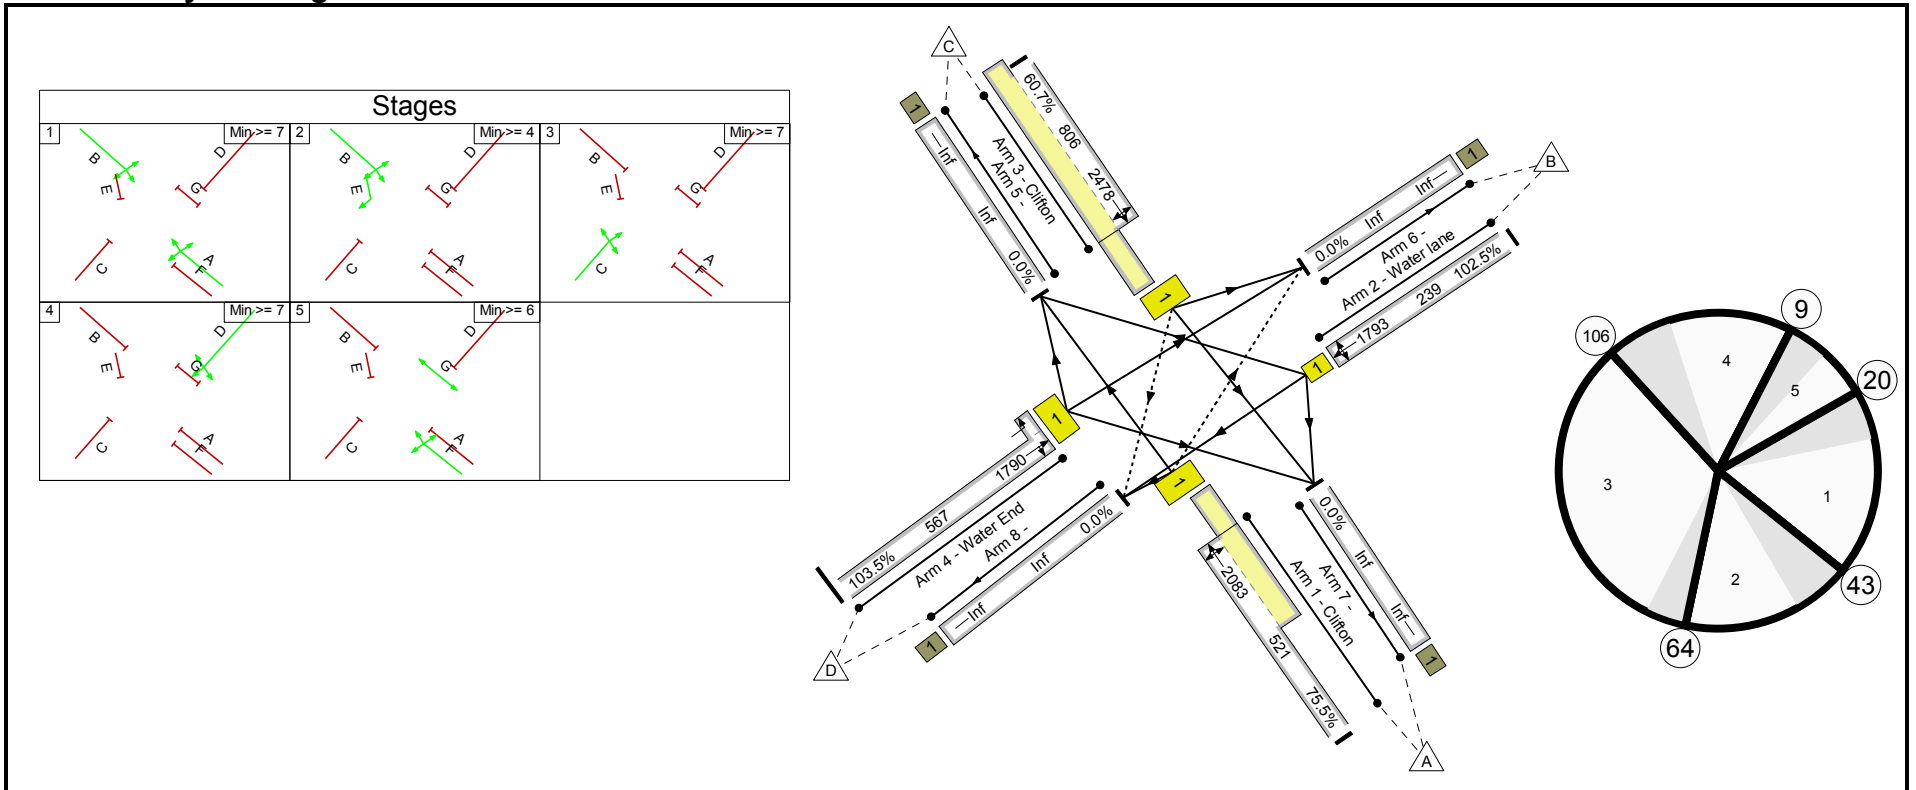 Stages
1 Min >= 7
B
D
E
G
C
A
F
2 Min >= 4
B
D
E
G
C
A
F
3 Min >= 7
B
D
E
G
C
A
F
4 Min >= 7
B
D
E
G
C
A
F
5 Min >= 6
B
D
E
G
C
A
F
C
1
Inf
Inf
0.0%
Arm 5 -
Arm 3 - Clifton
60.7%
806
2478
1
B
1
0.0%
Inf
Inf
Arm 6 -
Arm 2 - Water lane
1793
239
102.5%
1
1
1790
567
103.5%
Arm 4 - Water End
Arm 8 -
Inf
Inf
0.0%
1
D
1
2083
521
75.5%
Arm 1 - Clifton
Arm 7 -
0.0%
Inf
Inf
1
A
106
9
20
43
64
4
5
1
2
3